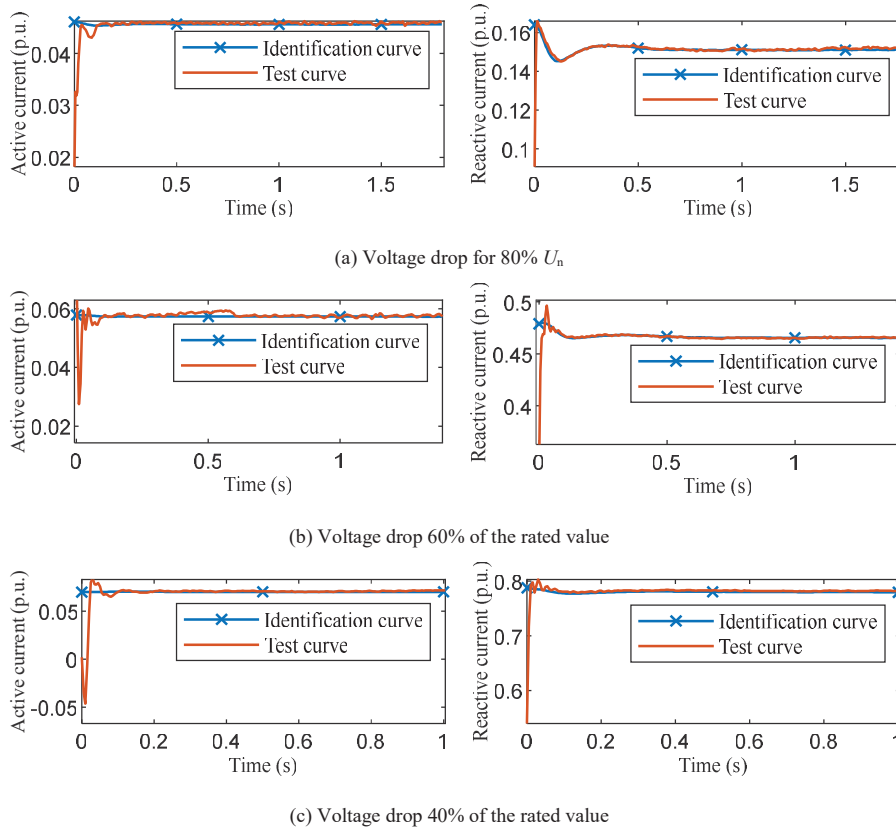 Active current (p.u.)
0.04
0.03
0.02
0
0.5
1
1.5
Time (s)
Identification curve
Test curve
Reactive current (p.u.)
0.16
0.14
0.12
0.1
0
0.5
1
1.5
Time (s)
Identification curve
Test curve
(a) Voltage drop for 80% Un
Active current (p.u.)
0.06
0.04
0.02
0
0.5
1
Time (s)
Identification curve
Test curve
Reactive current (p.u.)
0.5
0.45
0.4
0
0.5
1
Time (s)
Identification curve
Test curve
(b) Voltage drop 60% of the rated value
Active current (p.u.)
0.05
0
-0.05
0
0.2
0.4
0.6
0.8
1
Time (s)
Identification curve
Test curve
Reactive current (p.u.)
0.8
0.7
0.6
0
0.2
0.4
0.6
0.8
1
Time (s)
Identification curve
Test curve
(c) Voltage drop 40% of the rated value